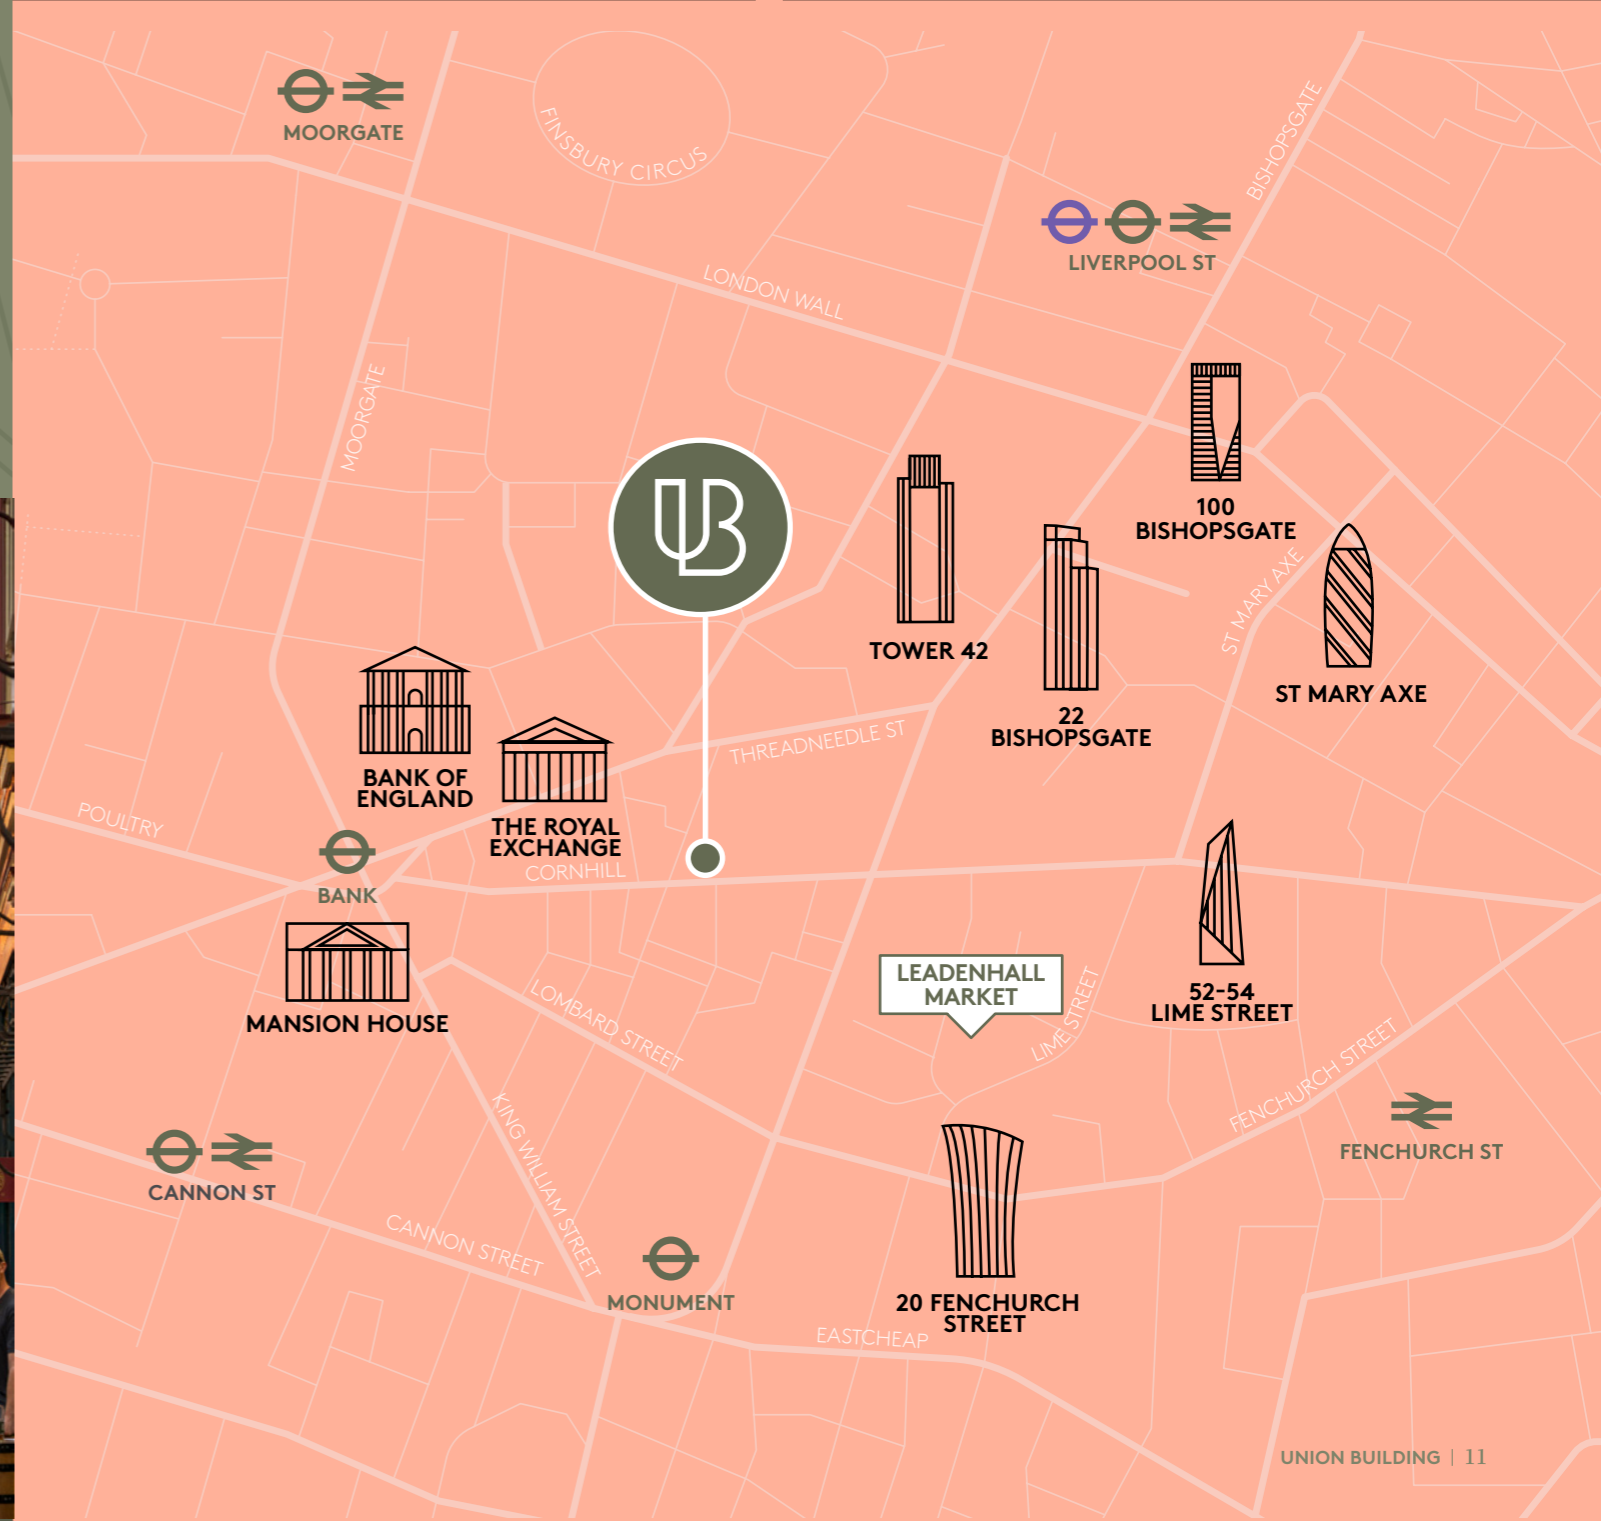 MOORGATE
FINSBURY CIRCUS
BISHOPSGATE
LIVERPOOL ST
LONDON WALL
MOORGATE
UB
100
BISHOPSGATE
ST MARY AXE
TOWER 42
ST MARY AXE
22
BISHOPSGATE
THREADNEEDLE ST
BANK OF
ENGLAND
THE ROYAL
EXCHANGE
POULTRY
CORNHILL
BANK
LEADENHALL
MARKET
LIME STREET
52-54
LIME STREET
MANSION HOUSE
LOMBARD STREET
FENCHURCH STREET
KING WILLIAM STREET
FENCHURCH ST
CANNON ST
CANNON STREET
MONUMENT
20 FENCHURCH
STREET
EASTCHEAP
UNION BUILDING | 11